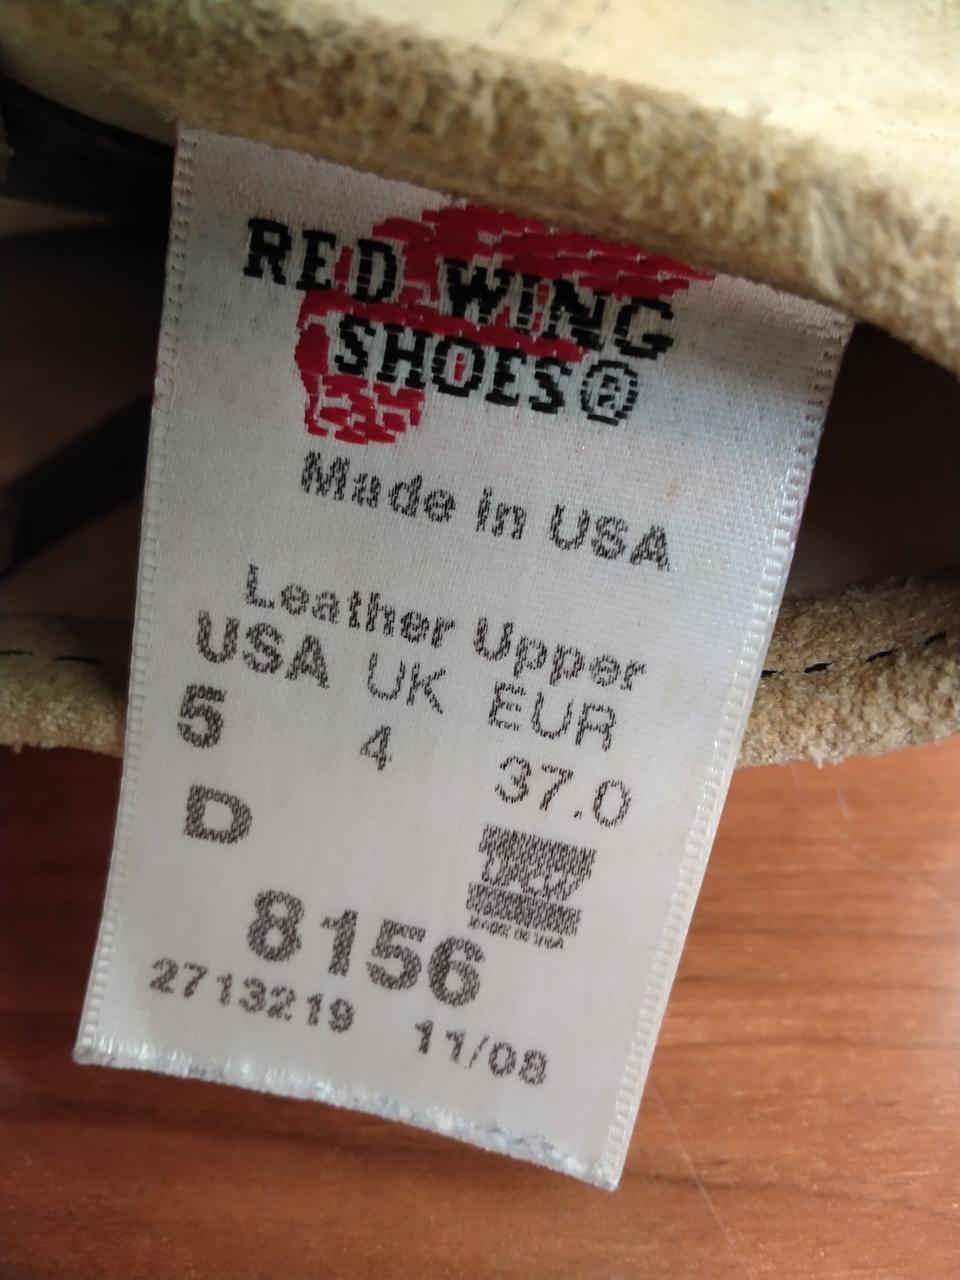 RED WING
SHOES®
Made in USA
Leather Upper
USA UK EUR
5 4 37.0
D
8156
2713219 11/08